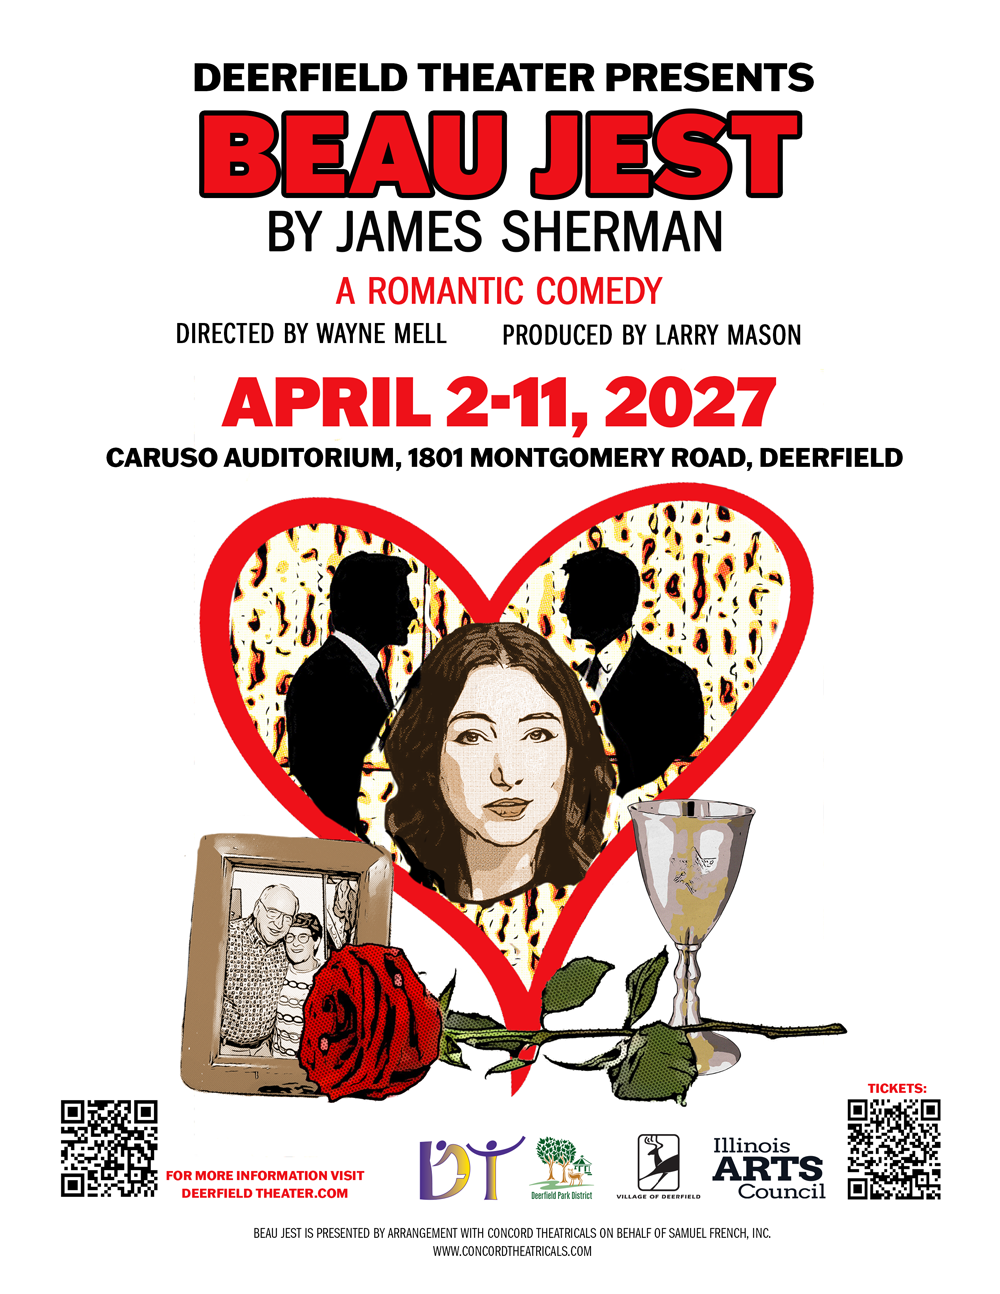 DEERFIELD THEATER PRESENTS
BEAU JEST
BY JAMES SHERMAN
A ROMANTIC COMEDY
DIRECTED BY WAYNE MELL
PRODUCED BY LARRY MASON
APRIL 2-11, 2027
CARUSO AUDITORIUM, 1801 MONTGOMERY ROAD, DEERFIELD
TICKETS:
FOR MORE INFORMATION VISIT
DEERFIELD THEATER.COM
DT
Deerfield Park District
VILLAGE OF DEERFIELD
Illinois
ARTS
Council
BEAU JEST IS PRESENTED BY ARRANGEMENT WITH CONCORD THEATRICALS ON BEHALF OF SAMUEL FRENCH, INC.
WWW.CONCORDTHEATRICALS.COM